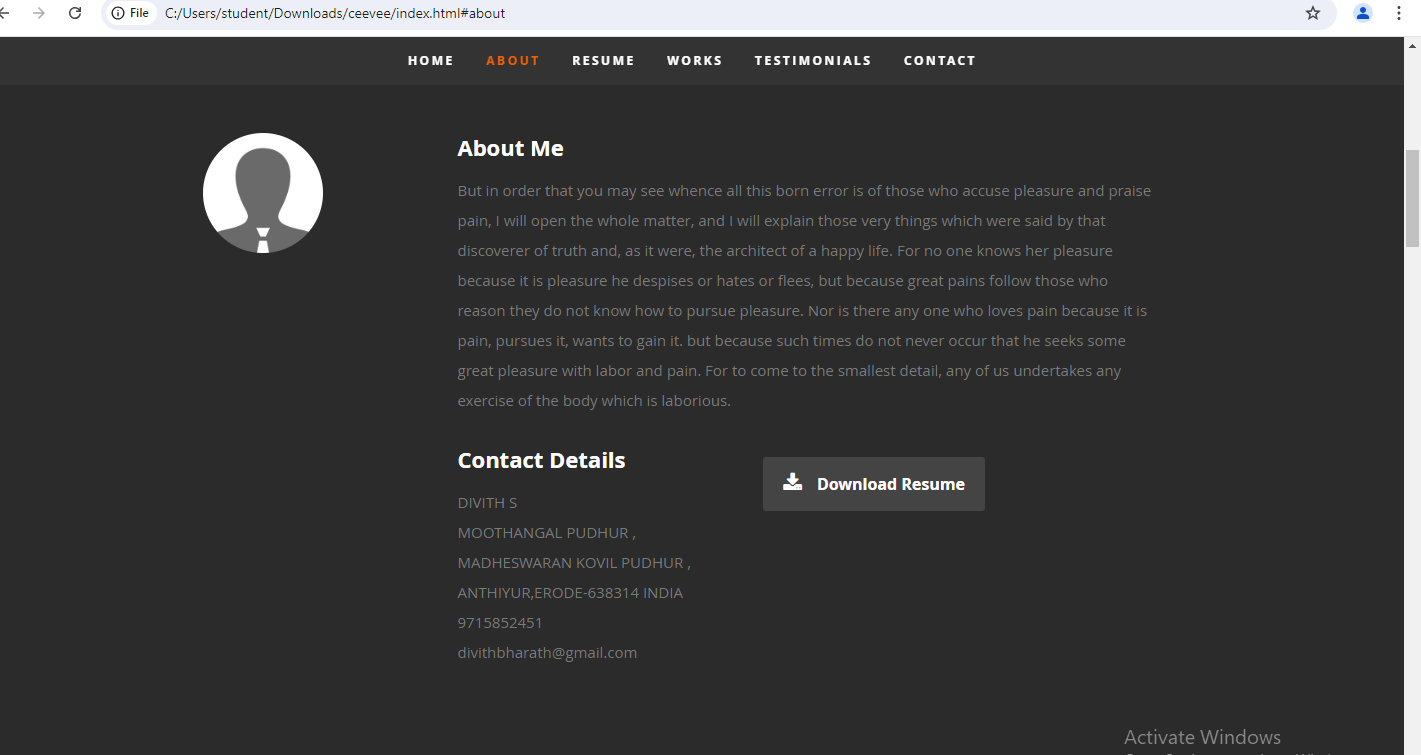 File C:/Users/student/Downloads/ceevee/index.html#about
HOME ABOUT RESUME WORKS TESTIMONIALS CONTACT
About Me
But in order that you may see whence all this born error is of those who accuse pleasure and praise
pain, I will open the whole matter, and I will explain those very things which were said by that
discoverer of truth and, as it were, the architect of a happy life. For no one knows her pleasure
because it is pleasure he despises or hates or flees, but because great pains follow those who
reason they do not know how to pursue pleasure. Nor is there any one who loves pain because it is
pain, pursues it, wants to gain it. but because such times do not never occur that he seeks some
great pleasure with labor and pain. For to come to the smallest detail, any of us undertakes any
exercise of the body which is laborious.
Contact Details
Download Resume
DIVITH S
MOOTHANGAL PUDHUR ,
MADHESWARAN KOVIL PUDHUR ,
ANTHIYUR,ERODE-638314 INDIA
9715852451
divithbharath@gmail.com
Activate Windows